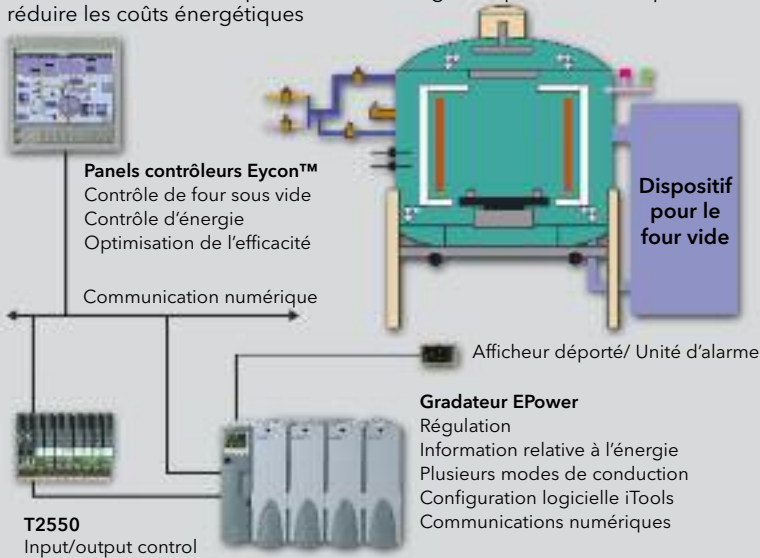 réduire les coûts énergétiques
Panels contrôleurs Eycon™
Contrôle de four sous vide
Contrôle d'énergie
Optimisation de l'efficacité
Dispositif
pour le
four vide
Communication numérique
Afficheur déporté/ Unité d'alarme
Gradateur EPower
Régulation
Information relative à l'énergie
Plusieurs modes de conduction
Configuration logicielle iTools
Communications numériques
T2550
Input/output control